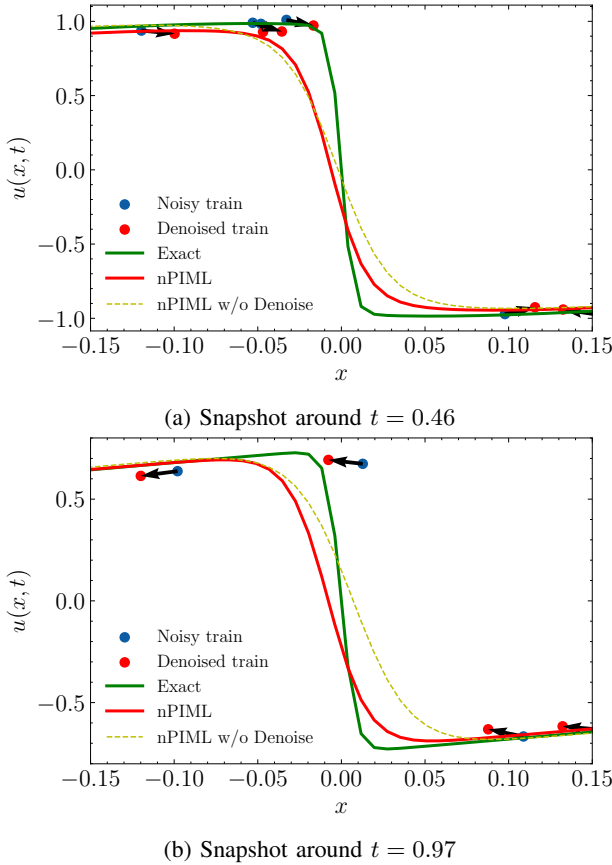 1.0
0.5
0.0
−0.5
−1.0
u(x, t)
Noisy train
Denoised train
Exact
nPIML
nPIML w/o Denoise
−0.15 −0.10 −0.05 0.00 0.05 0.10 0.15
x
(a) Snapshot around t = 0.46
0.5
0.0
−0.5
u(x, t)
Noisy train
Denoised train
Exact
nPIML
nPIML w/o Denoise
−0.15 −0.10 −0.05 0.00 0.05 0.10 0.15
x
(b) Snapshot around t = 0.97